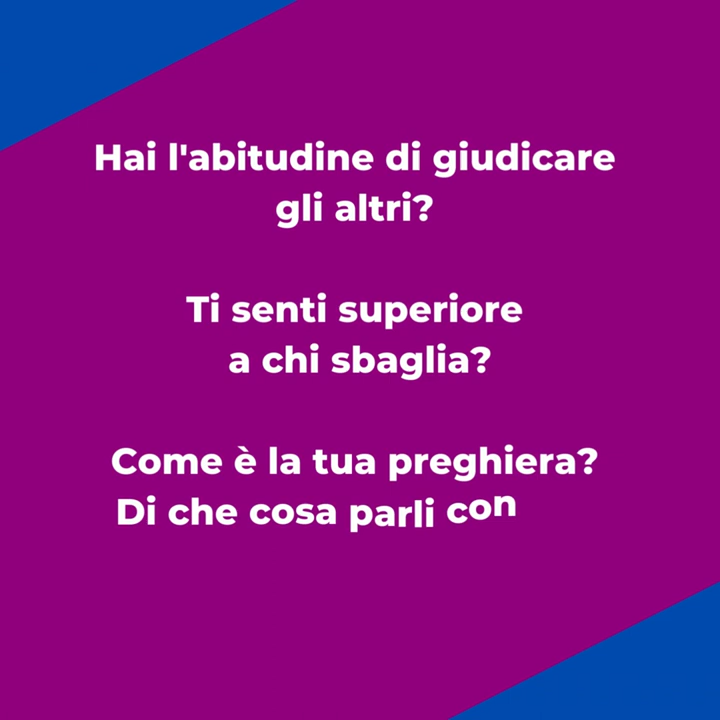 Hai l'abitudine di giudicare
gli altri?
Ti senti superiore
a chi sbaglia?
Come è la tua preghiera?
Di che cosa parli con